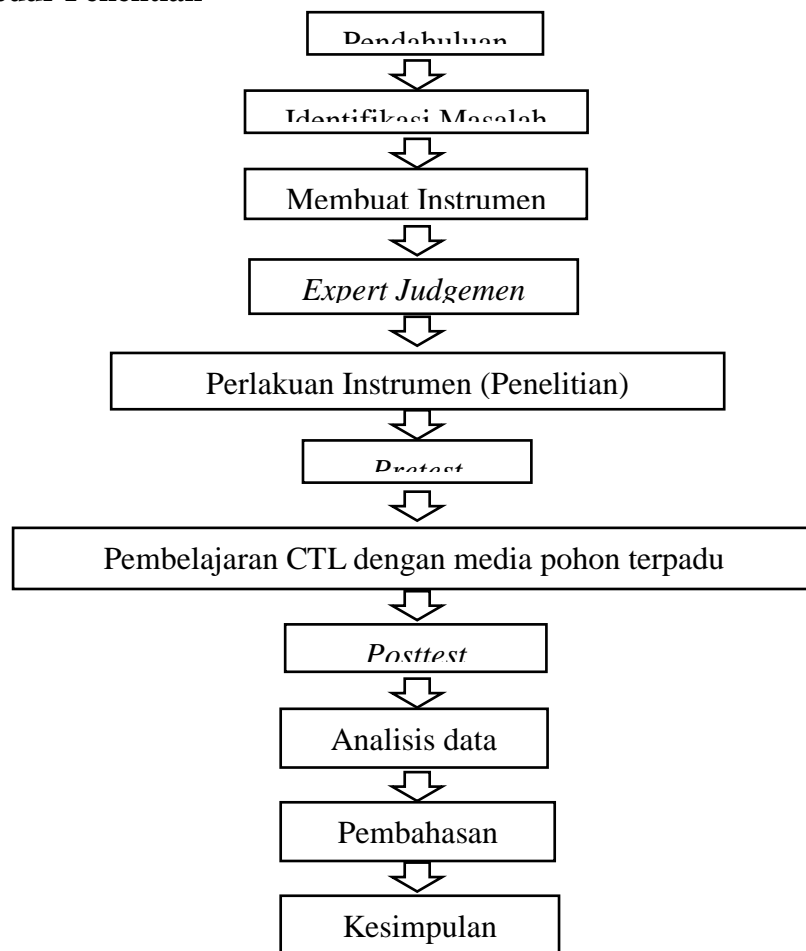 Penelitian
Pendahuluan
Identifikasi Masalah
Membuat Instrumen
Expert Judgemen
Perlakuan Instrumen (Penelitian)
Pretest
Pembelajaran CTL dengan media pohon terpadu
Posttest
Analisis data
Pembahasan
Kesimpulan